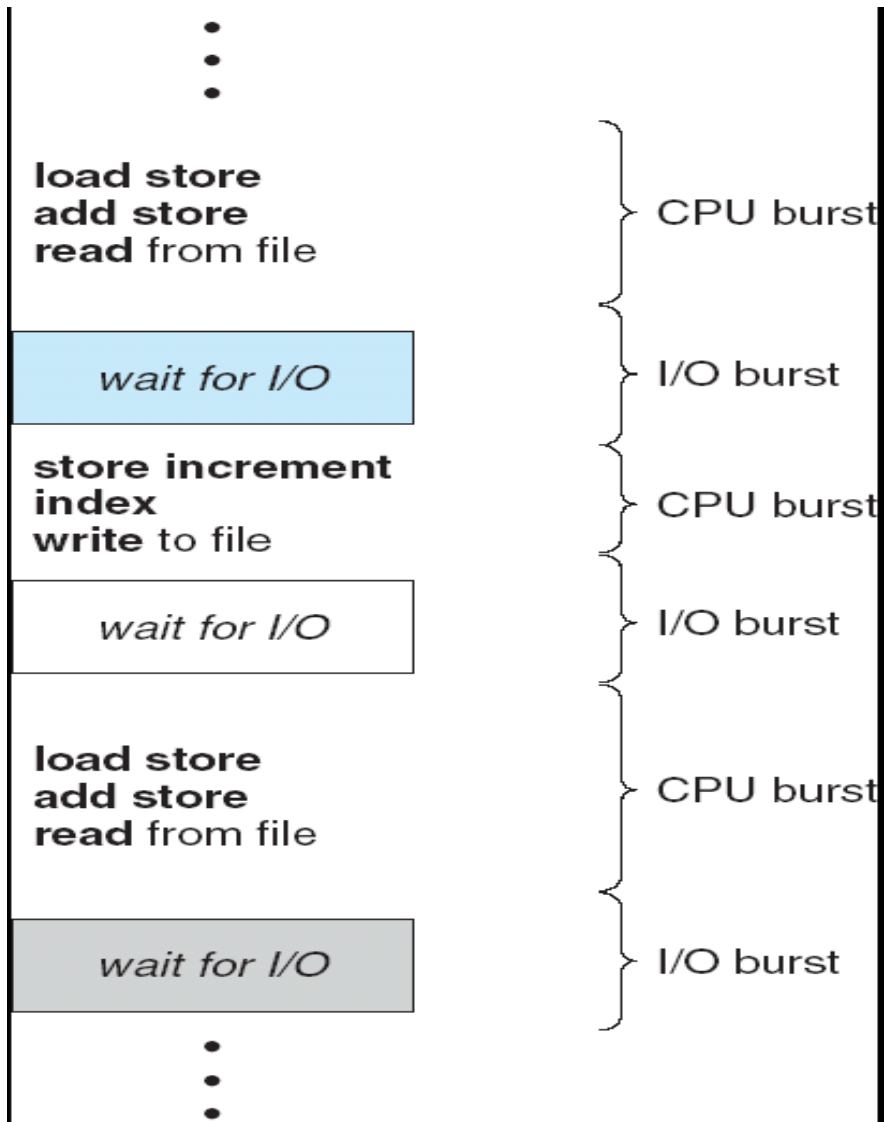 load store
add store
read from file
CPU burst
wait for I/O
I/O burst
store increment
index
write to file
CPU burst
wait for I/O
I/O burst
load store
add store
read from file
CPU burst
wait for I/O
I/O burst